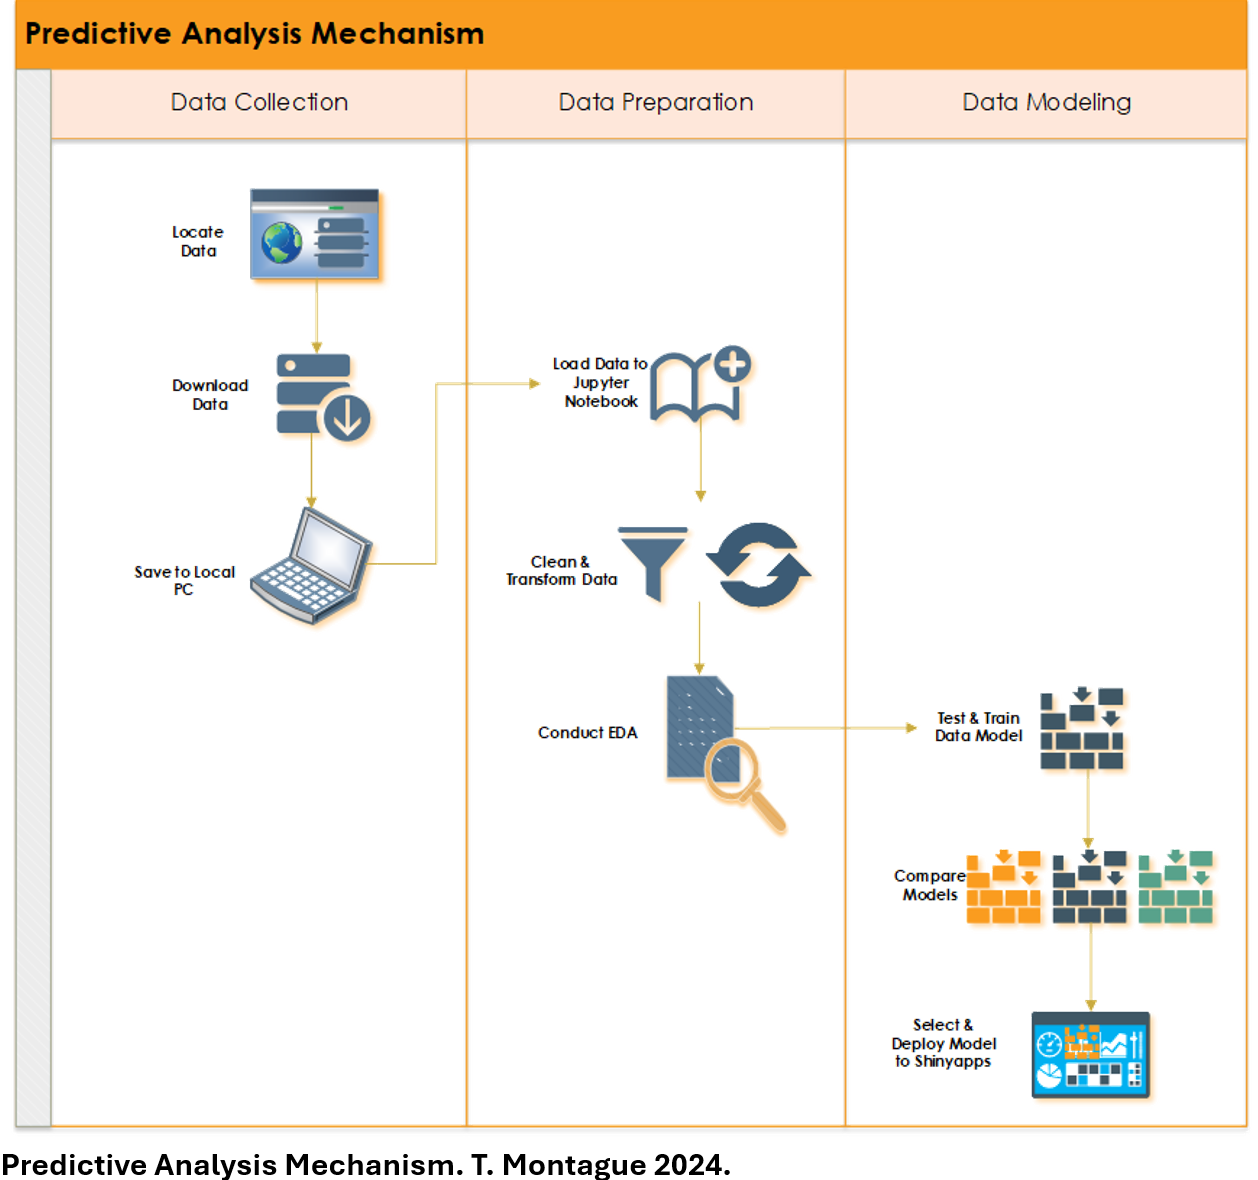 Predictive Analysis Mechanism
Data Collection
Data Preparation
Data Modeling
Locate
Data
Download
Data
Save to Local
PC
Load Data to
Jupyter
Notebook
Clean &
Transform Data
Conduct EDA
Test & Train
Data Model
Compare
Models
Select &
Deploy Model
to Shinyapps
Predictive Analysis Mechanism. T. Montague 2024.